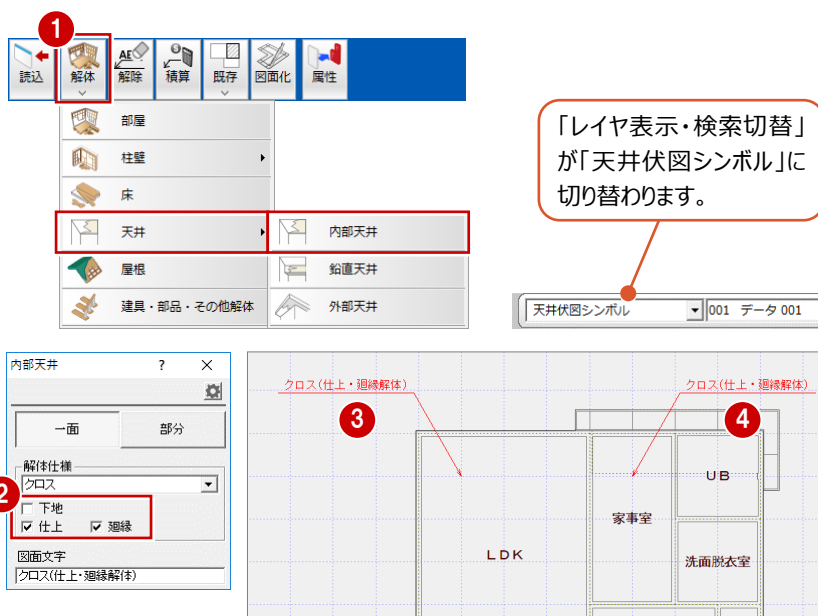 1
読込
解体
AE
解除
積算
既存
図面化
属性
部屋
柱壁
床
天井
内部天井
屋根
鉛直天井
建具・部品・その他解体
外部天井
「レイヤ表示・検索切替」
が「天井伏図シンボル」に
切り替わります。
天井伏図シンボル
001 データ 001
内部天井 ? ×
一面
部分
解体仕様
クロス
2
下地
仕上
廻縁
図面文字
クロス(仕上・廻縁解体)
クロス(仕上・廻縁解体)
クロス(仕上・廻縁解体)
3
4
UB
家事室
LDK
洗面脱衣室